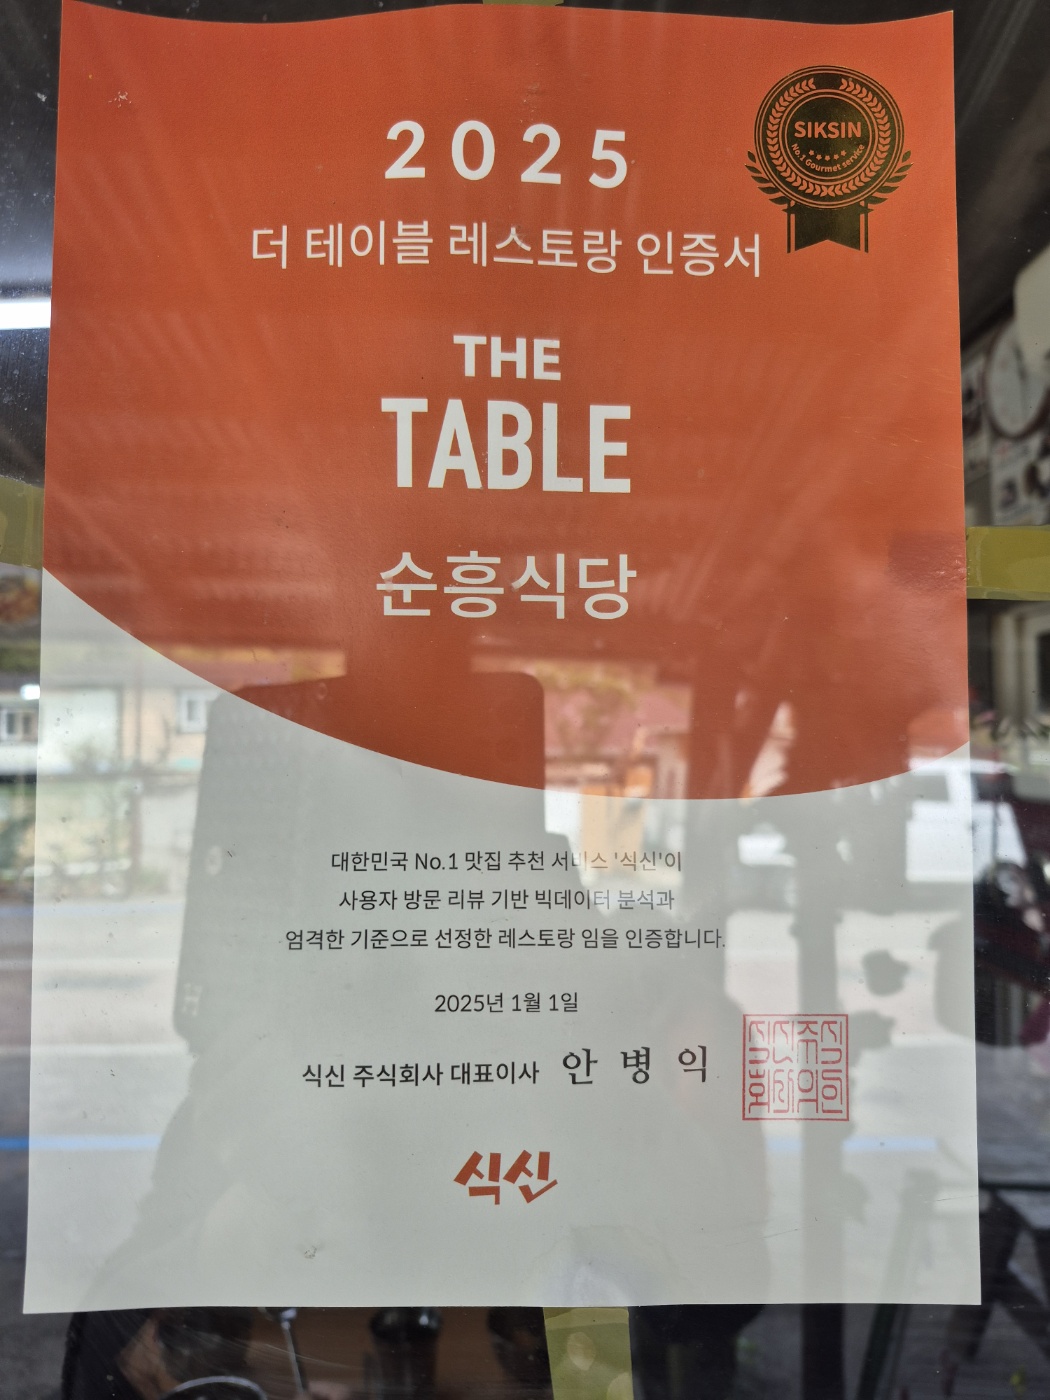 2025
SIKSIN
No.1 Gourmet service
더 테이블 레스토랑 인증서
THE
TABLE
순흥식당
대한민국 No.1 맛집 추천 서비스 '식신'이
사용자 방문 리뷰 기반 빅데이터 분석과
엄격한 기준으로 선정한 레스토랑 임을 인증합니다.
2025년 1월 1일
식신 주식회사 대표이사 안병익
식신